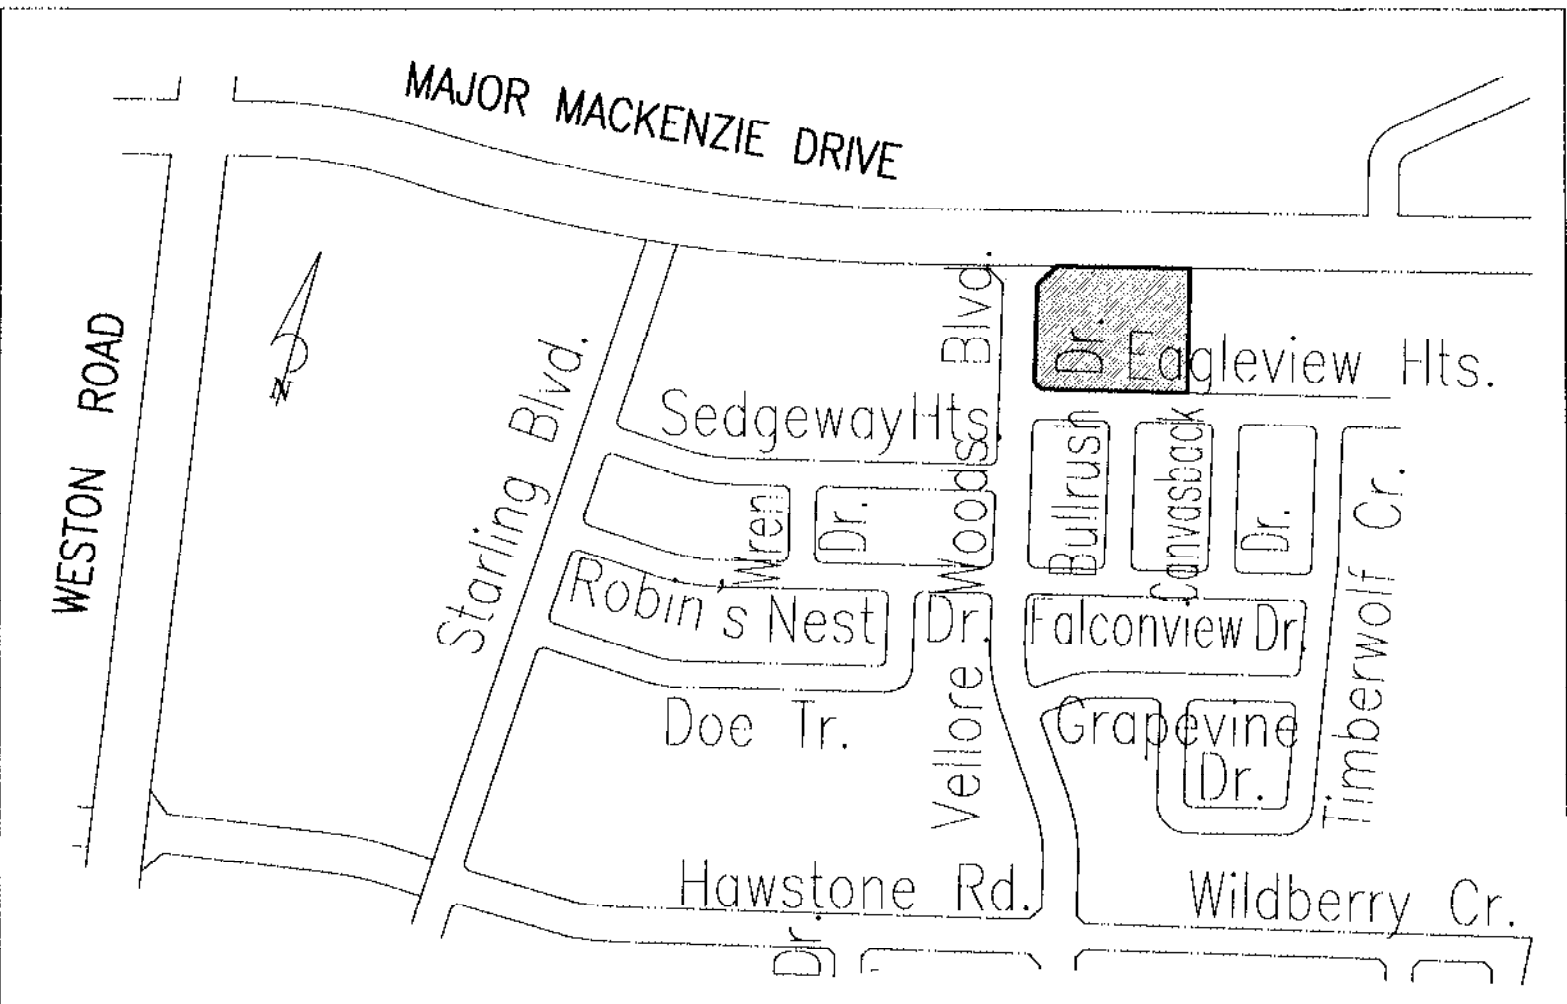 MAJOR MACKENZIE DRIVE
WESTON ROAD
N
Starling Blvd.
Sedgeway Hts.
Vellore Woods Blvd.
Eagleview Hts.
Bullrush Dr.
Canvasback Dr.
Wren Dr.
Robin's Nest Dr.
Falconview Dr.
Timberwolf Cr.
Doe Tr.
Grapevine Dr.
Hawstone Rd.
Wildberry Cr.
Dr.